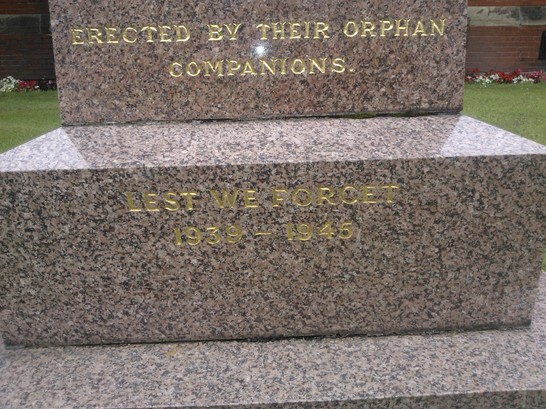 ERECTED BY THEIR ORPHAN
COMPANIONS.
LEST WE FORGET
1939 – 1945